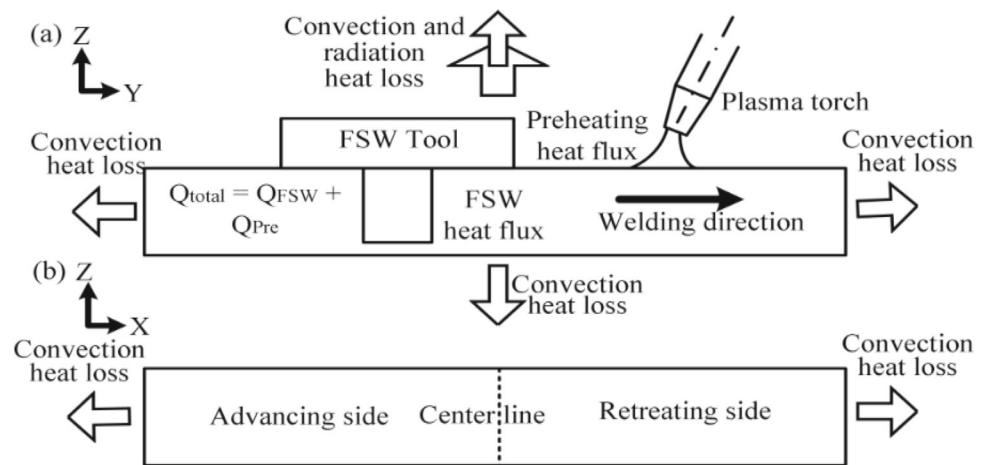 (a) Z
Y
Convection and
radiation
heat loss
Plasma torch
Preheating
heat flux
Convection
heat loss
FSW Tool
Convection
heat loss
Qtotal = QFSW +
QPre
FSW
heat flux
Welding direction
(b) Z
X
Convection
heat loss
Convection
heat loss
Convection
heat loss
Advancing side
Center line
Retreating side